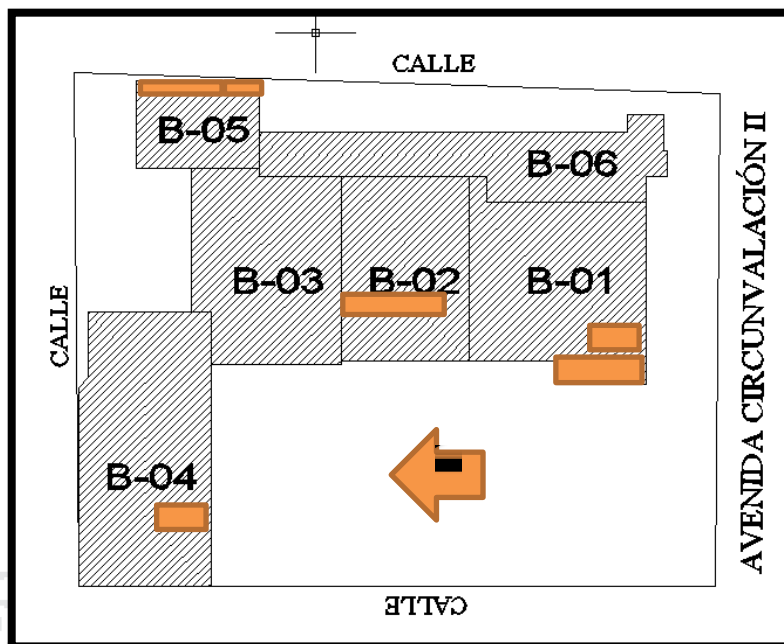 CALLE
B-05
B-06
B-03
B-02
B-01
CALLE
AVENIDA CIRCUNVALACIÓN II
B-04
CALLE